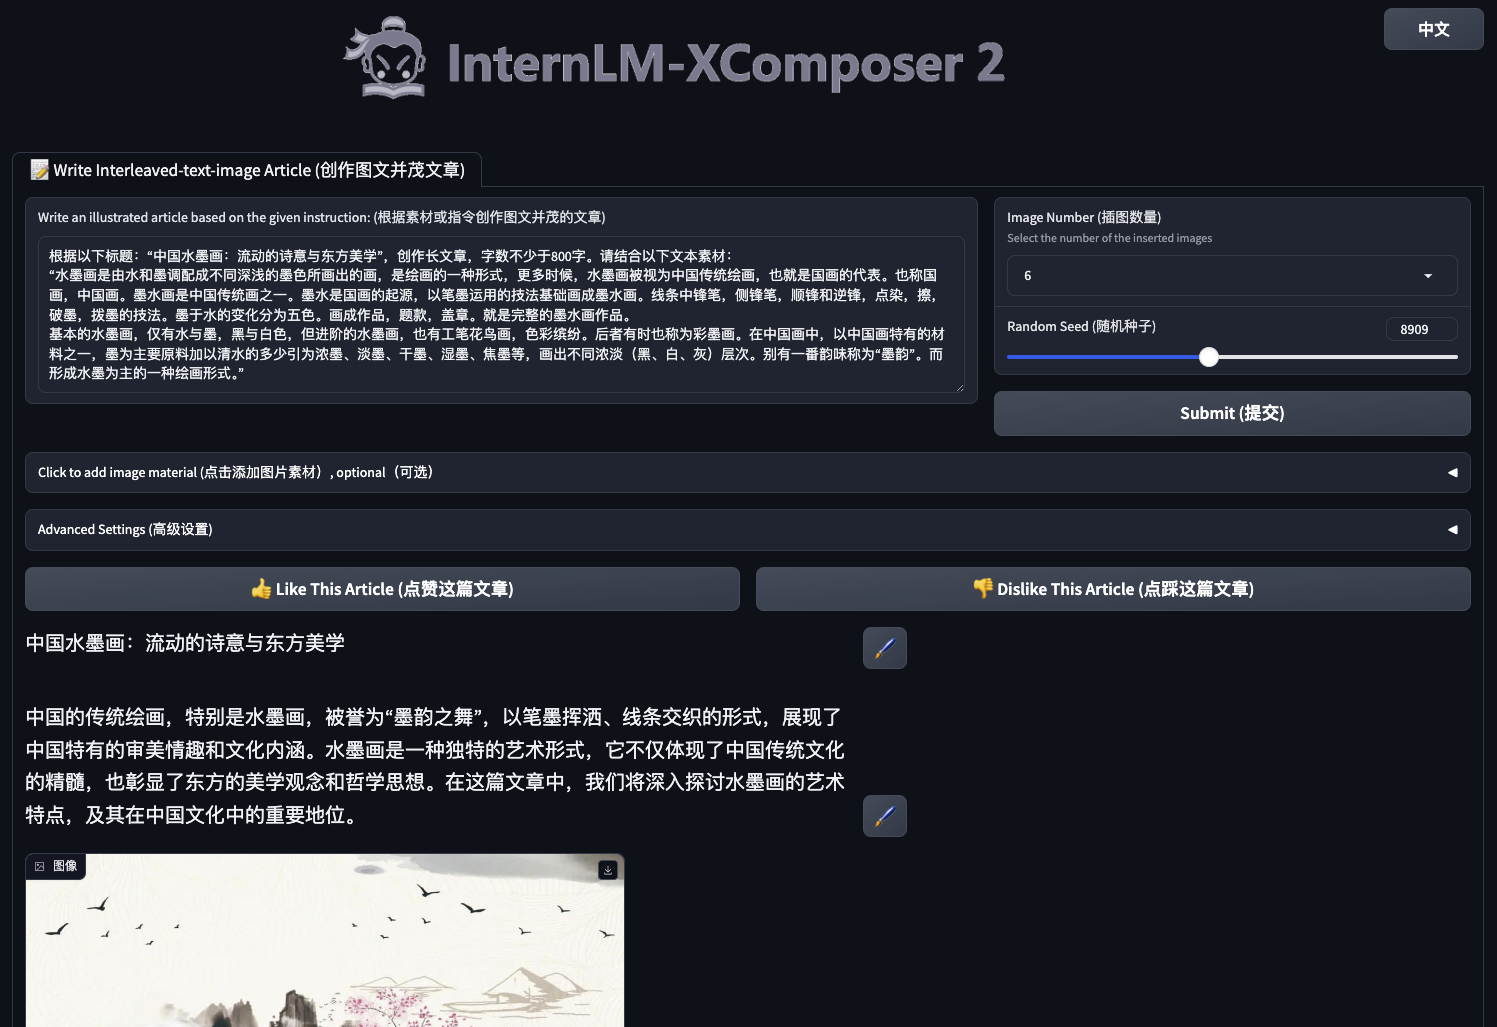 InternLM-XComposer 2
中文
📝 Write Interleaved-text-image Article (创作图文并茂文章)
Write an illustrated article based on the given instruction: (根据素材或指令创作图文并茂的文章)
根据以下标题：“中国水墨画：流动的诗意与东方美学”，创作长文章，字数不少于800字。请结合以下文本素材：
“水墨画是由水和墨调配成不同深浅的墨色所画出的画，是绘画的一种形式，更多时候，水墨画被视为中国传统绘画，也就是国画的代表。也称国
画，中国画。墨水画是中国传统画之一。墨水是国画的起源，以笔墨运用的技法基础画成墨水画。线条中锋笔，侧锋笔，顺锋和逆锋，点染，擦，
破墨，拨墨的技法。墨于水的变化分为五色。画成作品，题款，盖章。就是完整的墨水画作品。
基本的水墨画，仅有水与墨，黑与白色，但进阶的水墨画，也有工笔花鸟画，色彩缤纷。后者有时也称为彩墨画。在中国画中，以中国画特有的材
料之一，墨为主要原料加以清水的多少引为浓墨、淡墨、干墨、湿墨、焦墨等，画出不同浓淡（黑、白、灰）层次。别有一番韵味称为“墨韵”。而
形成水墨为主的一种绘画形式。”
Image Number (插图数量)
Select the number of the inserted images
6
Random Seed (随机种子)
8909
Submit (提交)
Click to add image material (点击添加图片素材）, optional（可选）
Advanced Settings (高级设置)
👍 Like This Article (点赞这篇文章)
👎 Dislike This Article (点踩这篇文章)
中国水墨画：流动的诗意与东方美学
中国的传统绘画，特别是水墨画，被誉为“墨韵之舞”，以笔墨挥洒、线条交织的形式，展现了
中国特有的审美情趣和文化内涵。水墨画是一种独特的艺术形式，它不仅体现了中国传统文化
的精髓，也彰显了东方的美学观念和哲学思想。在这篇文章中，我们将深入探讨水墨画的艺术
特点，及其在中国文化中的重要地位。
图像